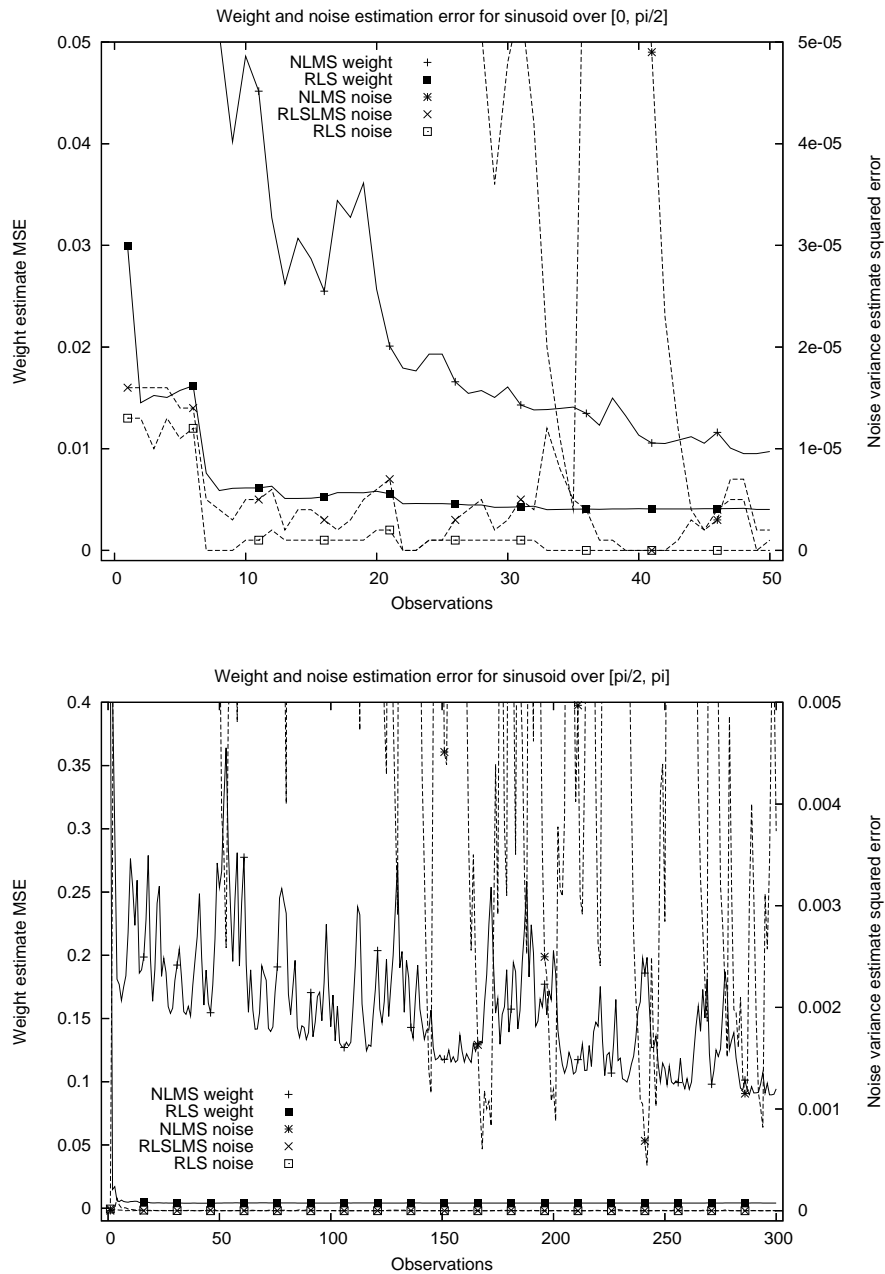 Weight and noise estimation error for sinusoid over [0, pi/2]
0.05
0.04
0.03
0.02
0.01
0
5e-05
4e-05
3e-05
2e-05
1e-05
0
NLMS weight
RLS weight
NLMS noise
RLSLMS noise
RLS noise
Weight estimate MSE
Noise variance estimate squared error
0 10 20 30 40 50
Observations
Weight and noise estimation error for sinusoid over [pi/2, pi]
0.4
0.35
0.3
0.25
0.2
0.15
0.1
0.05
0
0.005
0.004
0.003
0.002
0.001
0
Weight estimate MSE
Noise variance estimate squared error
NLMS weight
RLS weight
NLMS noise
RLSLMS noise
RLS noise
0 50 100 150 200 250 300
Observations